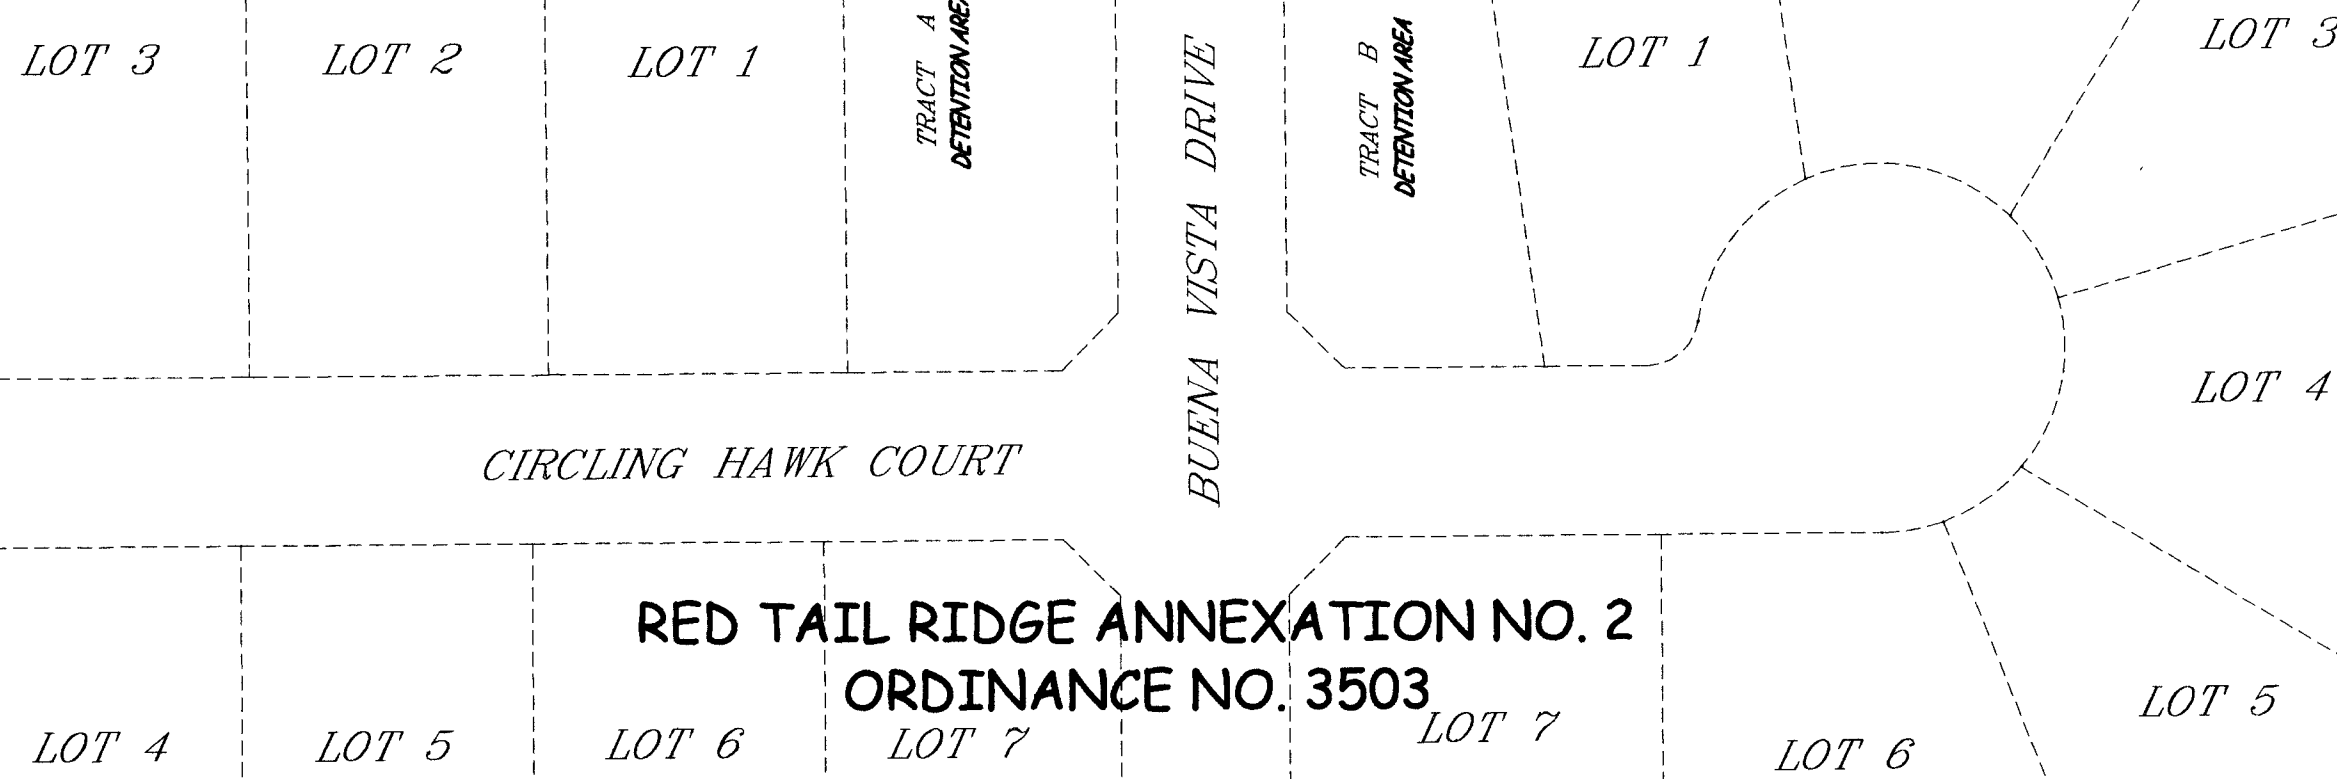 LOT 3
LOT 2
LOT 1
TRACT A
DETENTION AREA
BUENA VISTA DRIVE
TRACT B
DETENTION AREA
LOT 1
LOT 3
LOT 4
CIRCLING HAWK COURT
RED TAIL RIDGE ANNEXATION NO. 2
ORDINANCE NO. 3503
LOT 4
LOT 5
LOT 6
LOT 7
LOT 7
LOT 6
LOT 5